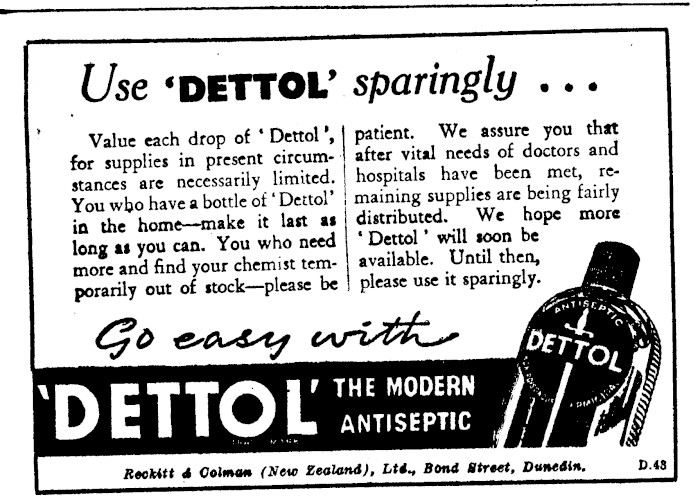 Use 'DETTOL' sparingly ...
Value each drop of 'Dettol',
for supplies in present circum-
stances are necessarily limited.
You who have a bottle of 'Dettol'
in the home—make it last as
long as you can. You who need
more and find your chemist tem-
porarily out of stock—please be
patient. We assure you that
after vital needs of doctors and
hospitals have been met, re-
maining supplies are being fairly
distributed. We hope more
'Dettol' will soon be
available. Until then,
please use it sparingly.
Go easy with
'DETTOL'
THE MODERN
ANTISEPTIC
TRADE MARK
ANTISEPTIC
DETTOL
Reckitt & Colman (New Zealand), Ltd., Bond Street, Dunedin.
D.43